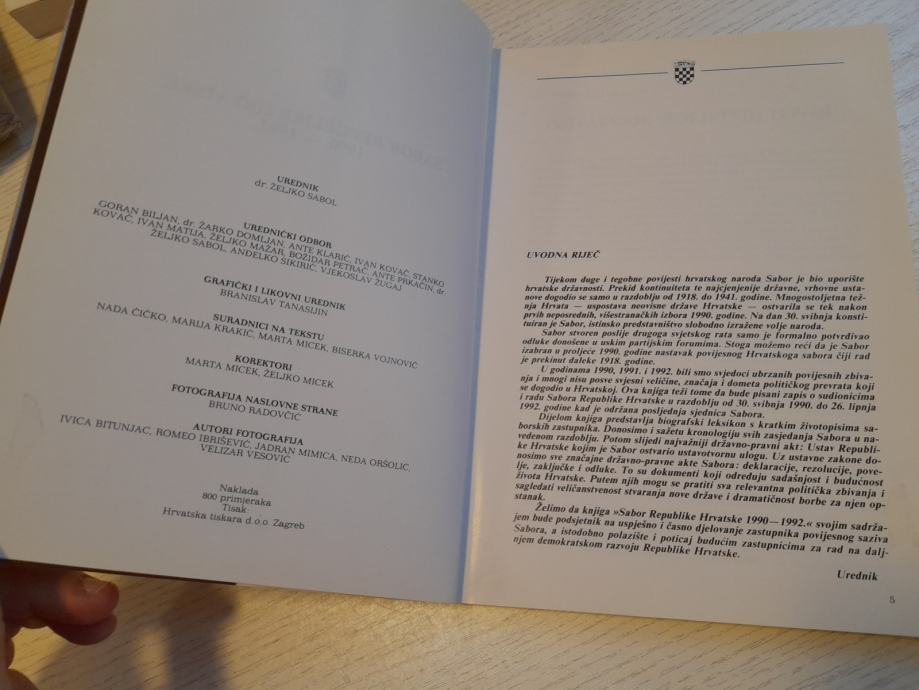 UREDNIK
dr. ŽELJKO SABOL
UREDNIČKI ODBOR
GORAN BILJAN, dr. ŽARKO DOMLJAN, ANTE KLARIĆ, IVAN KOVAČ, STANKO
KOVAČ, IVAN MATIJA, ŽELJKO MAŽAR, BOŽIDAR PETRAČ, ANTE PRKAČIN, dr.
ŽELJKO SABOL, ANĐELKO SIKIRIĆ, VJEKOSLAV ŽUGAJ
GRAFIČKI I LIKOVNI UREDNIK
BRANISLAV TANASIJIN
SURADNICI NA TEKSTU
NADA ČIČKO, MARIJA KRAKIĆ, MARTA MICEK, BISERKA VOJNOVIĆ
KOREKTORI
MARTA MICEK, ŽELJKO MICEK
FOTOGRAFIJA NASLOVNE STRANE
BRUNO RADOVČIĆ
AUTORI FOTOGRAFIJA
IVICA BITUNJAC, ROMEO IBRIŠEVIĆ, JADRAN MIMICA, NEDA ORŠOLIĆ,
VELIZAR VESOVIĆ
Naklada
800 primjeraka
Tisak:
Hrvatska tiskara d.o.o. Zagreb
UVODNA RIJEČ
Tijekom duge i tegobne povijesti hrvatskog naroda Sabor je bio uporište
hrvatske državnosti. Prekid kontinuiteta te najcjenjenije državne, vrhovne usta-
nove dogodio se samo u razdoblju od 1918. do 1941. godine. Mnogostoljetna tež-
nja Hrvata — uspostava neovisne države Hrvatske — ostvarila se tek nakon
prvih neposrednih, višestranačkih izbora 1990. godine. Na dan 30. svibnja konsti-
tuiran je Sabor, istinsko predstavništvo slobodno izražene volje naroda.
Sabor stvoren poslije drugoga svjetskog rata samo je formalno potvrđivao
odluke donošene u uskim partijskim forumima. Stoga možemo reći da je Sabor
izabran u proljeće 1990. godine nastavak povijesnog Hrvatskoga sabora čiji rad
je prekinut daleke 1918. godine.
U godinama 1990, 1991. i 1992. bili smo svjedoci ubrzanih povijesnih zbiva-
nja i mnogi nisu posve svjesni veličine, značaja i dometa političkog prevrata koji
se dogodio u Hrvatskoj. Ova knjiga teži tome da bude pisani zapis o sudionicima
i radu Sabora Republike Hrvatske u razdoblju od 30. svibnja 1990. do 26. lipnja
1992. godine kad je održana posljednja sjednica Sabora.
Dijelom knjiga predstavlja biografski leksikon s kratkim životopisima sa-
borskih zastupnika. Donosimo i sažetu kronologiju svih zasjedanja Sabora u na-
vedenom razdoblju. Potom slijedi najvažniji državno-pravni akt: Ustav Republi-
ke Hrvatske kojim je Sabor ostvario ustavotvornu ulogu. Uz ustavne zakone do-
nosimo sve značajne državno-pravne akte Sabora: deklaracije, rezolucije, pove-
lje, zaključke i odluke. To su dokumenti koji određuju sadašnjost i budućnost
života Hrvatske. Putem njih mogu se pratiti sva relevantna politička zbivanja i
sagledati veličanstvenost stvaranja nove države i dramatičnost borbe za njen op-
stanak.
Želimo da knjiga »Sabor Republike Hrvatske 1990—1992.« svojim sadrža-
jem bude podsjetnik na uspješno i časno djelovanje zastupnika povijesnog saziva
Sabora, a istodobno polazište i poticaj budućim zastupnicima za rad na dalj-
njem demokratskom razvoju Republike Hrvatske.
Urednik
5